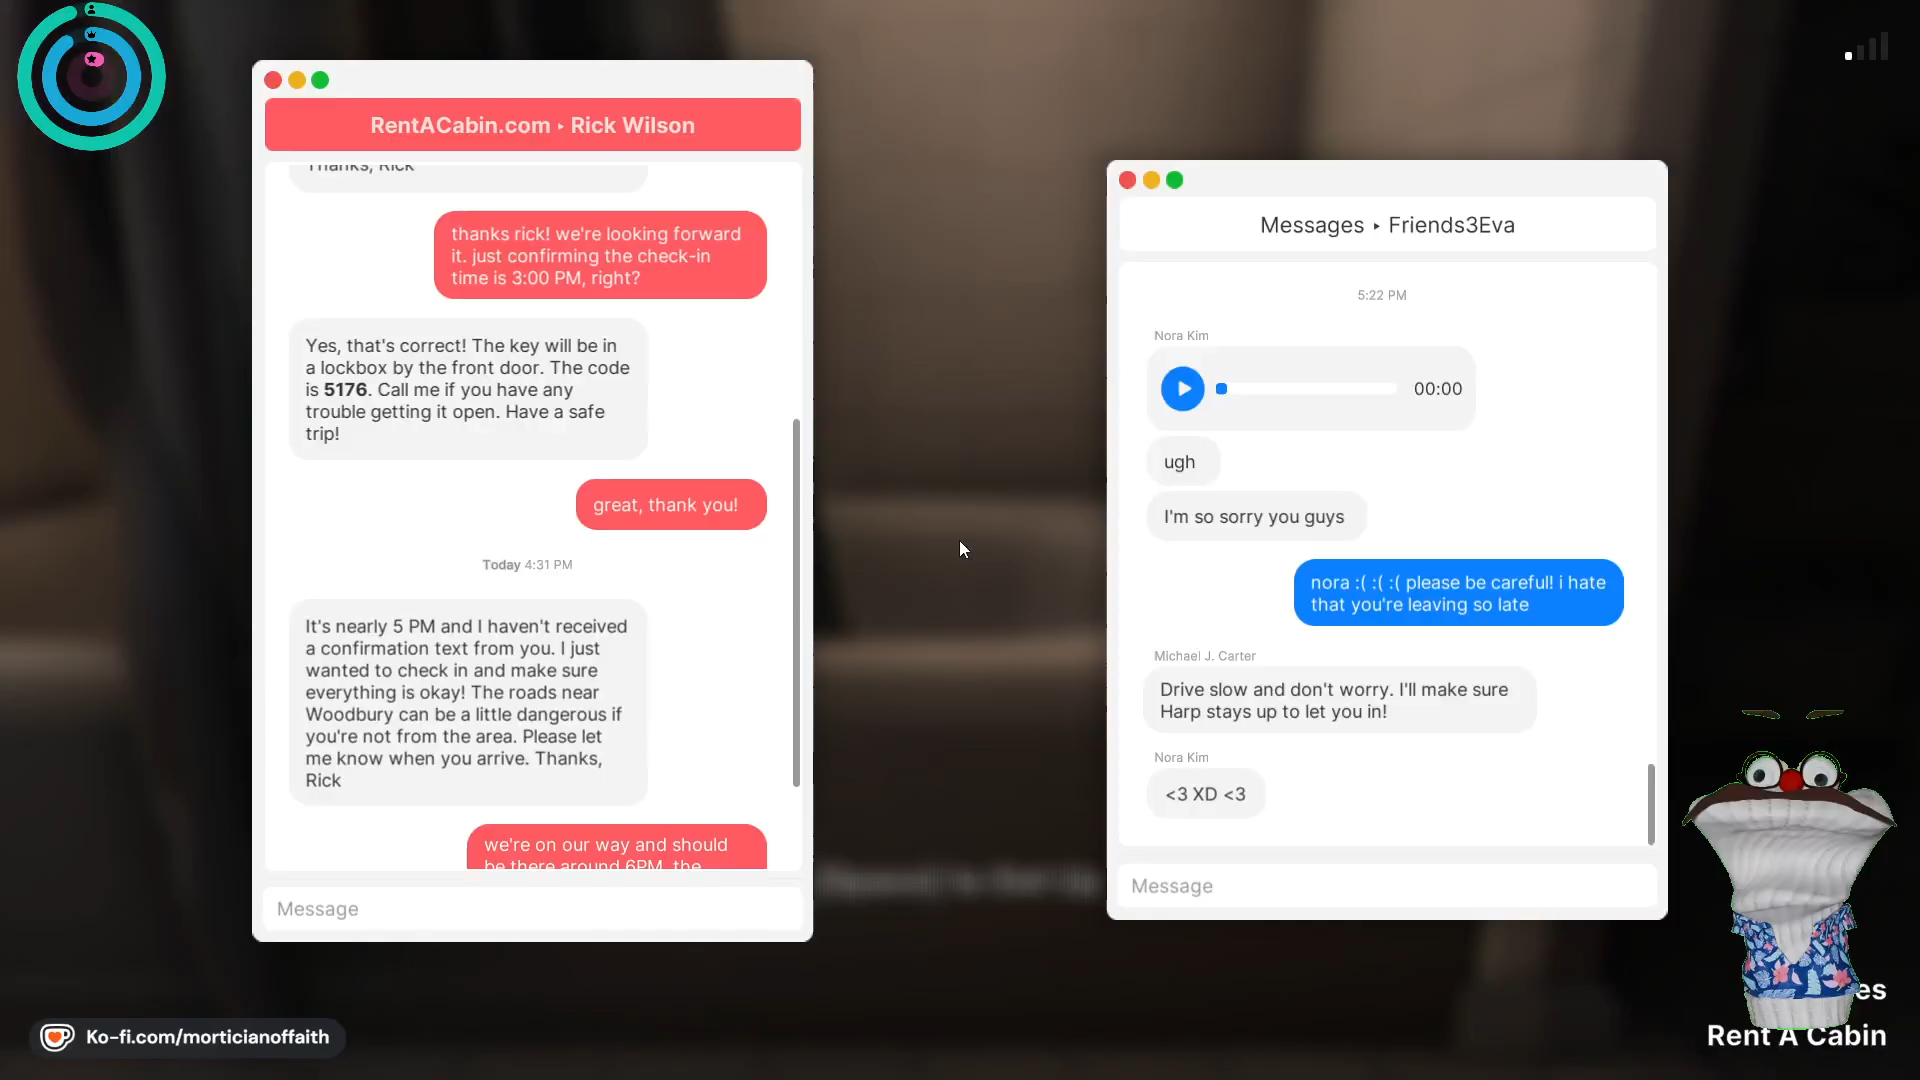 RentACabin.com ‣ Rick Wilson
Thanks, Rick
thanks rick! we're looking forward
it. just confirming the check-in
time is 3:00 PM, right?
Yes, that's correct! The key will be in
a lockbox by the front door. The code
is 5176. Call me if you have any
trouble getting it open. Have a safe
trip!
great, thank you!
Today 4:31 PM
It's nearly 5 PM and I haven't received
a confirmation text from you. I just
wanted to check in and make sure
everything is okay! The roads near
Woodbury can be a little dangerous if
you're not from the area. Please let
me know when you arrive. Thanks,
Rick
we're on our way and should
be there around 6PM. the
Message
Messages ‣ Friends3Eva
5:22 PM
Nora Kim
00:00
ugh
I'm so sorry you guys
nora :( :( :( please be careful! i hate
that you're leaving so late
Michael J. Carter
Drive slow and don't worry. I'll make sure
Harp stays up to let you in!
Nora Kim
<3 XD <3
Message
es
Rent A Cabin
Ko-fi.com/morticianoffaith